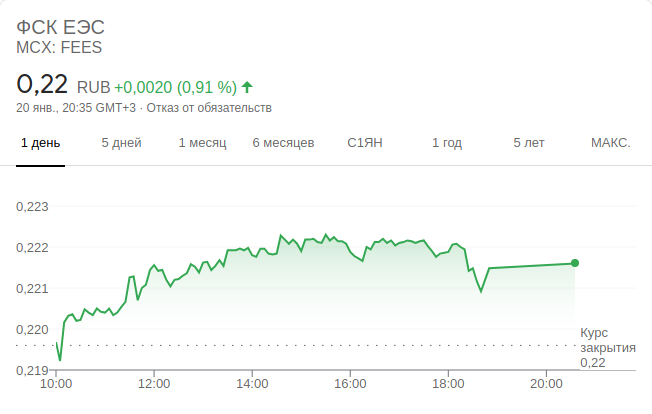 ФСК ЕЭС
MCX: FEES
0,22 RUB +0,0020 (0,91 %)
20 янв., 20:35 GMT+3 · Отказ от обязательств
1 день 5 дней 1 месяц 6 месяцев С1ЯН 1 год 5 лет МАКС.
0,223
0,222
0,221
0,220
0,219
Курс
закрытия
0,22
10:00 12:00 14:00 16:00 18:00 20:00